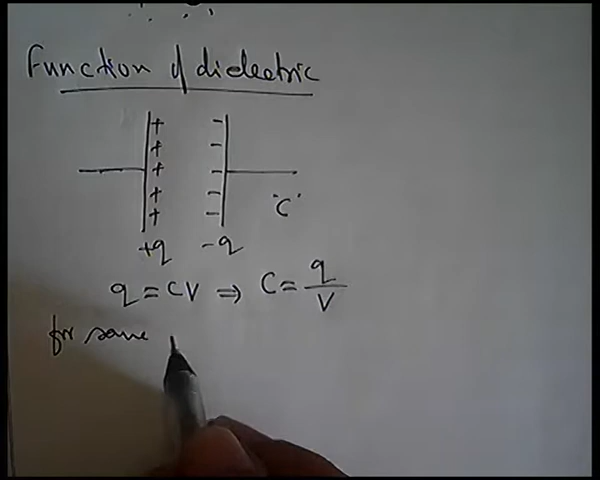 Function of dielectric
+ -
+ -
+ -
+ -
+ -
'C'
+q -q
q = CV ⇒ C = q/V
for same